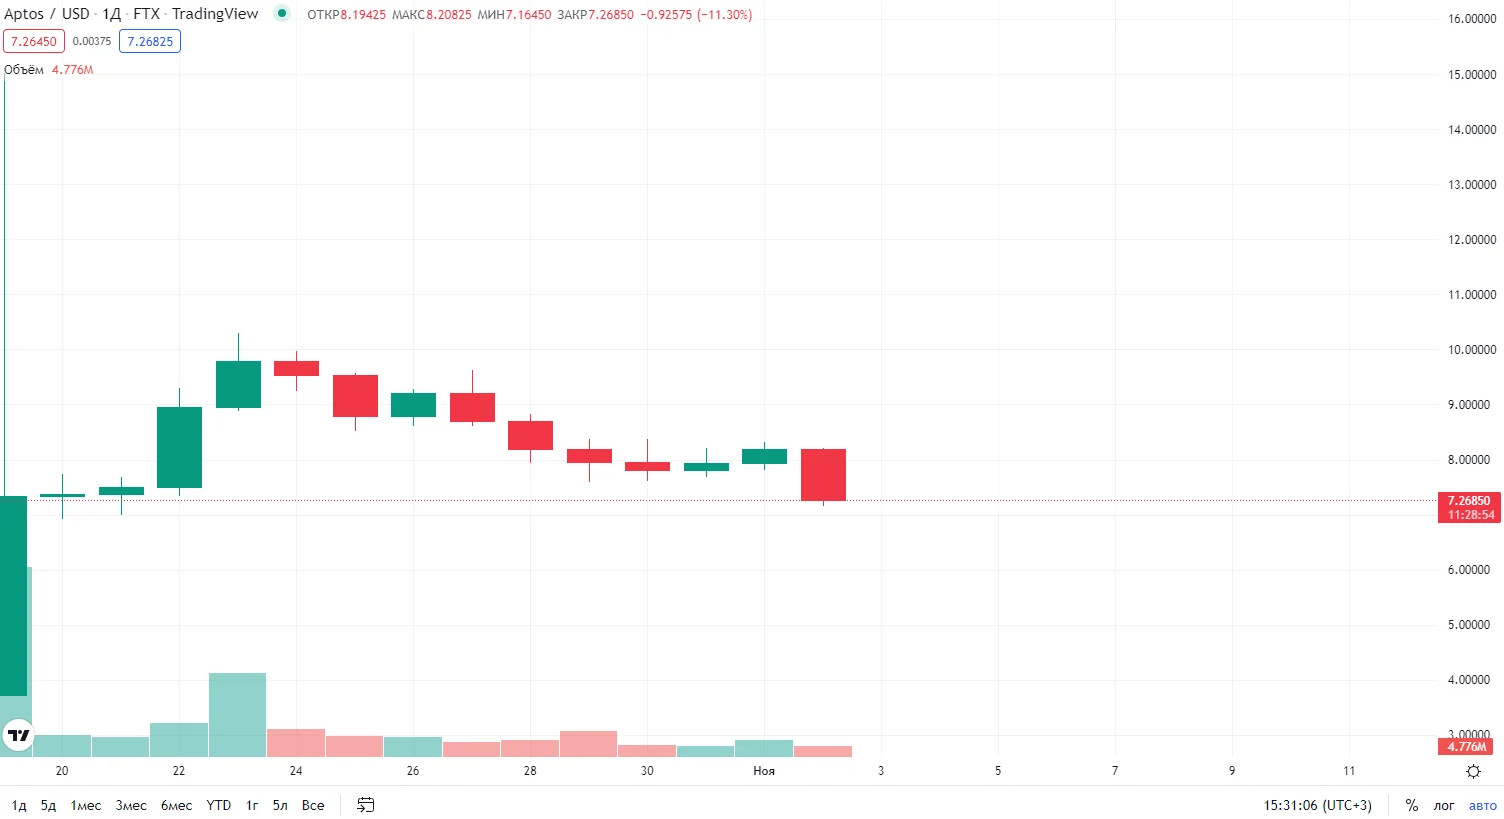 Aptos / USD · 1Д · FTX · TradingView ОТКР8.19425 МАКС8.20825 МИН7.16450 ЗАКР7.26850 −0.92575 (−11.30%)
7.26450 0.00375 7.26825
Объём 4.776M
16.00000
15.00000
14.00000
13.00000
12.00000
11.00000
10.00000
9.00000
8.00000
7.26850
11:28:54
6.00000
5.00000
4.00000
3.00000
4.776M
20 22 24 26 28 30 Ноя 3 5 7 9 11
1д 5д 1мес 3мес 6мес YTD 1г 5л Все 15:31:06 (UTC+3) % лог авто